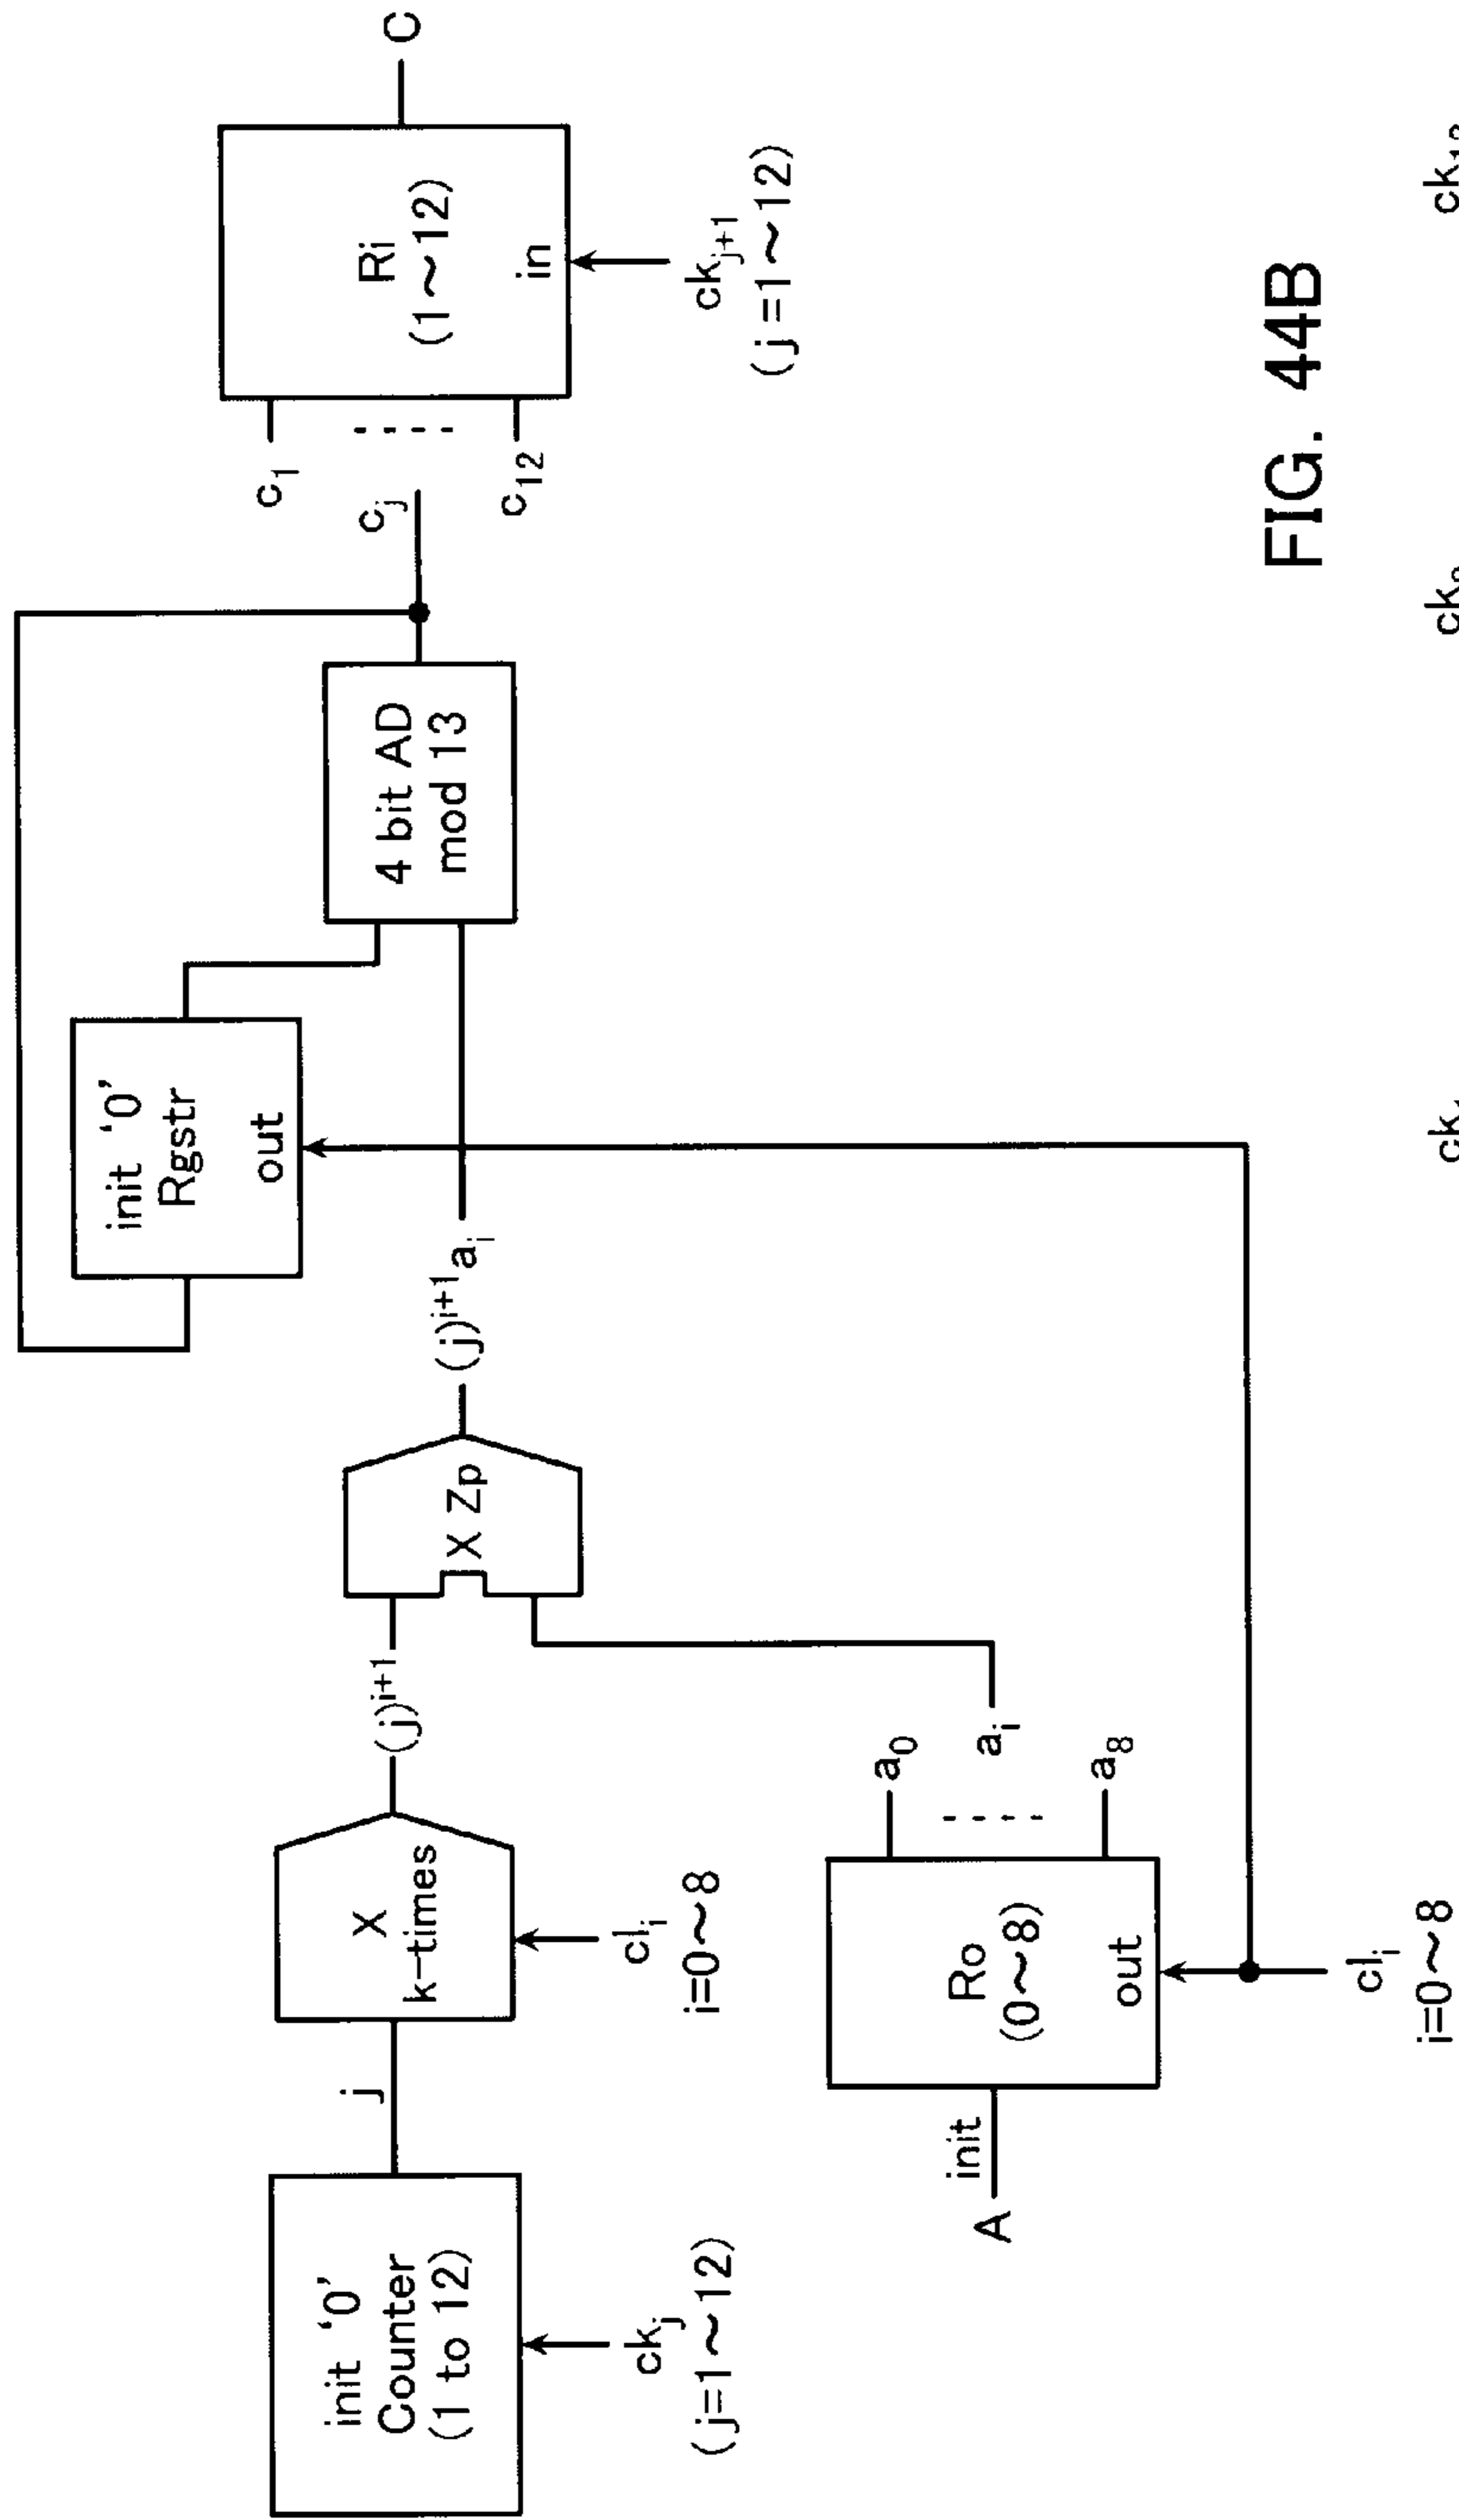 init ‘0’
Counter
(1 to 12)
ck_j
(j=1~12)
j
X
k-times
cl_i
i=0~8
(j)^{i+1}
A
init
Ro
(0~8)
out
cl_i
i=0~8
a_0
a_i
a_8
X Zp
(j)^{i+1}a_i
init ‘0’
Rgstr
out
4 bit AD
mod 13
c_1
c_j
c_{12}
Ri
(1~12)
in
ck_{j+1}
(j=1~12)
C
FIG. 44B